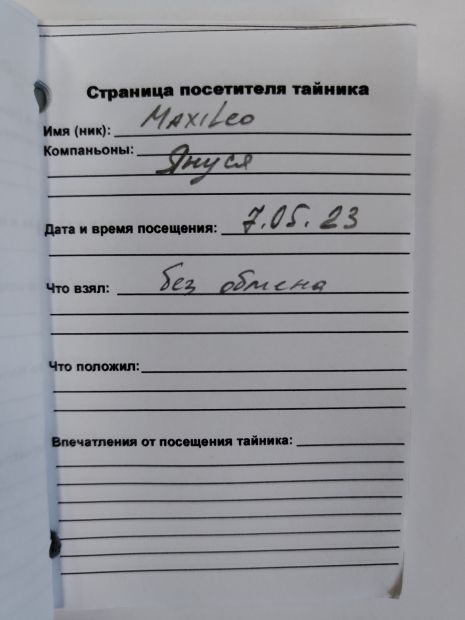 Страница посетителя тайника
Имя (ник): MaxiLeo
Компаньоны:
Януся
Дата и время посещения: 7.05.23
Что взял: без обмена
Что положил:
Впечатления от посещения тайника: